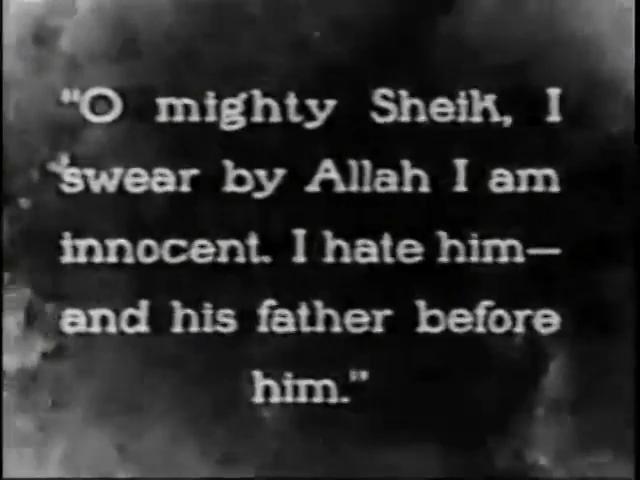 "O mighty Sheik, I
swear by Allah I am
innocent. I hate him—
and his father before
him."